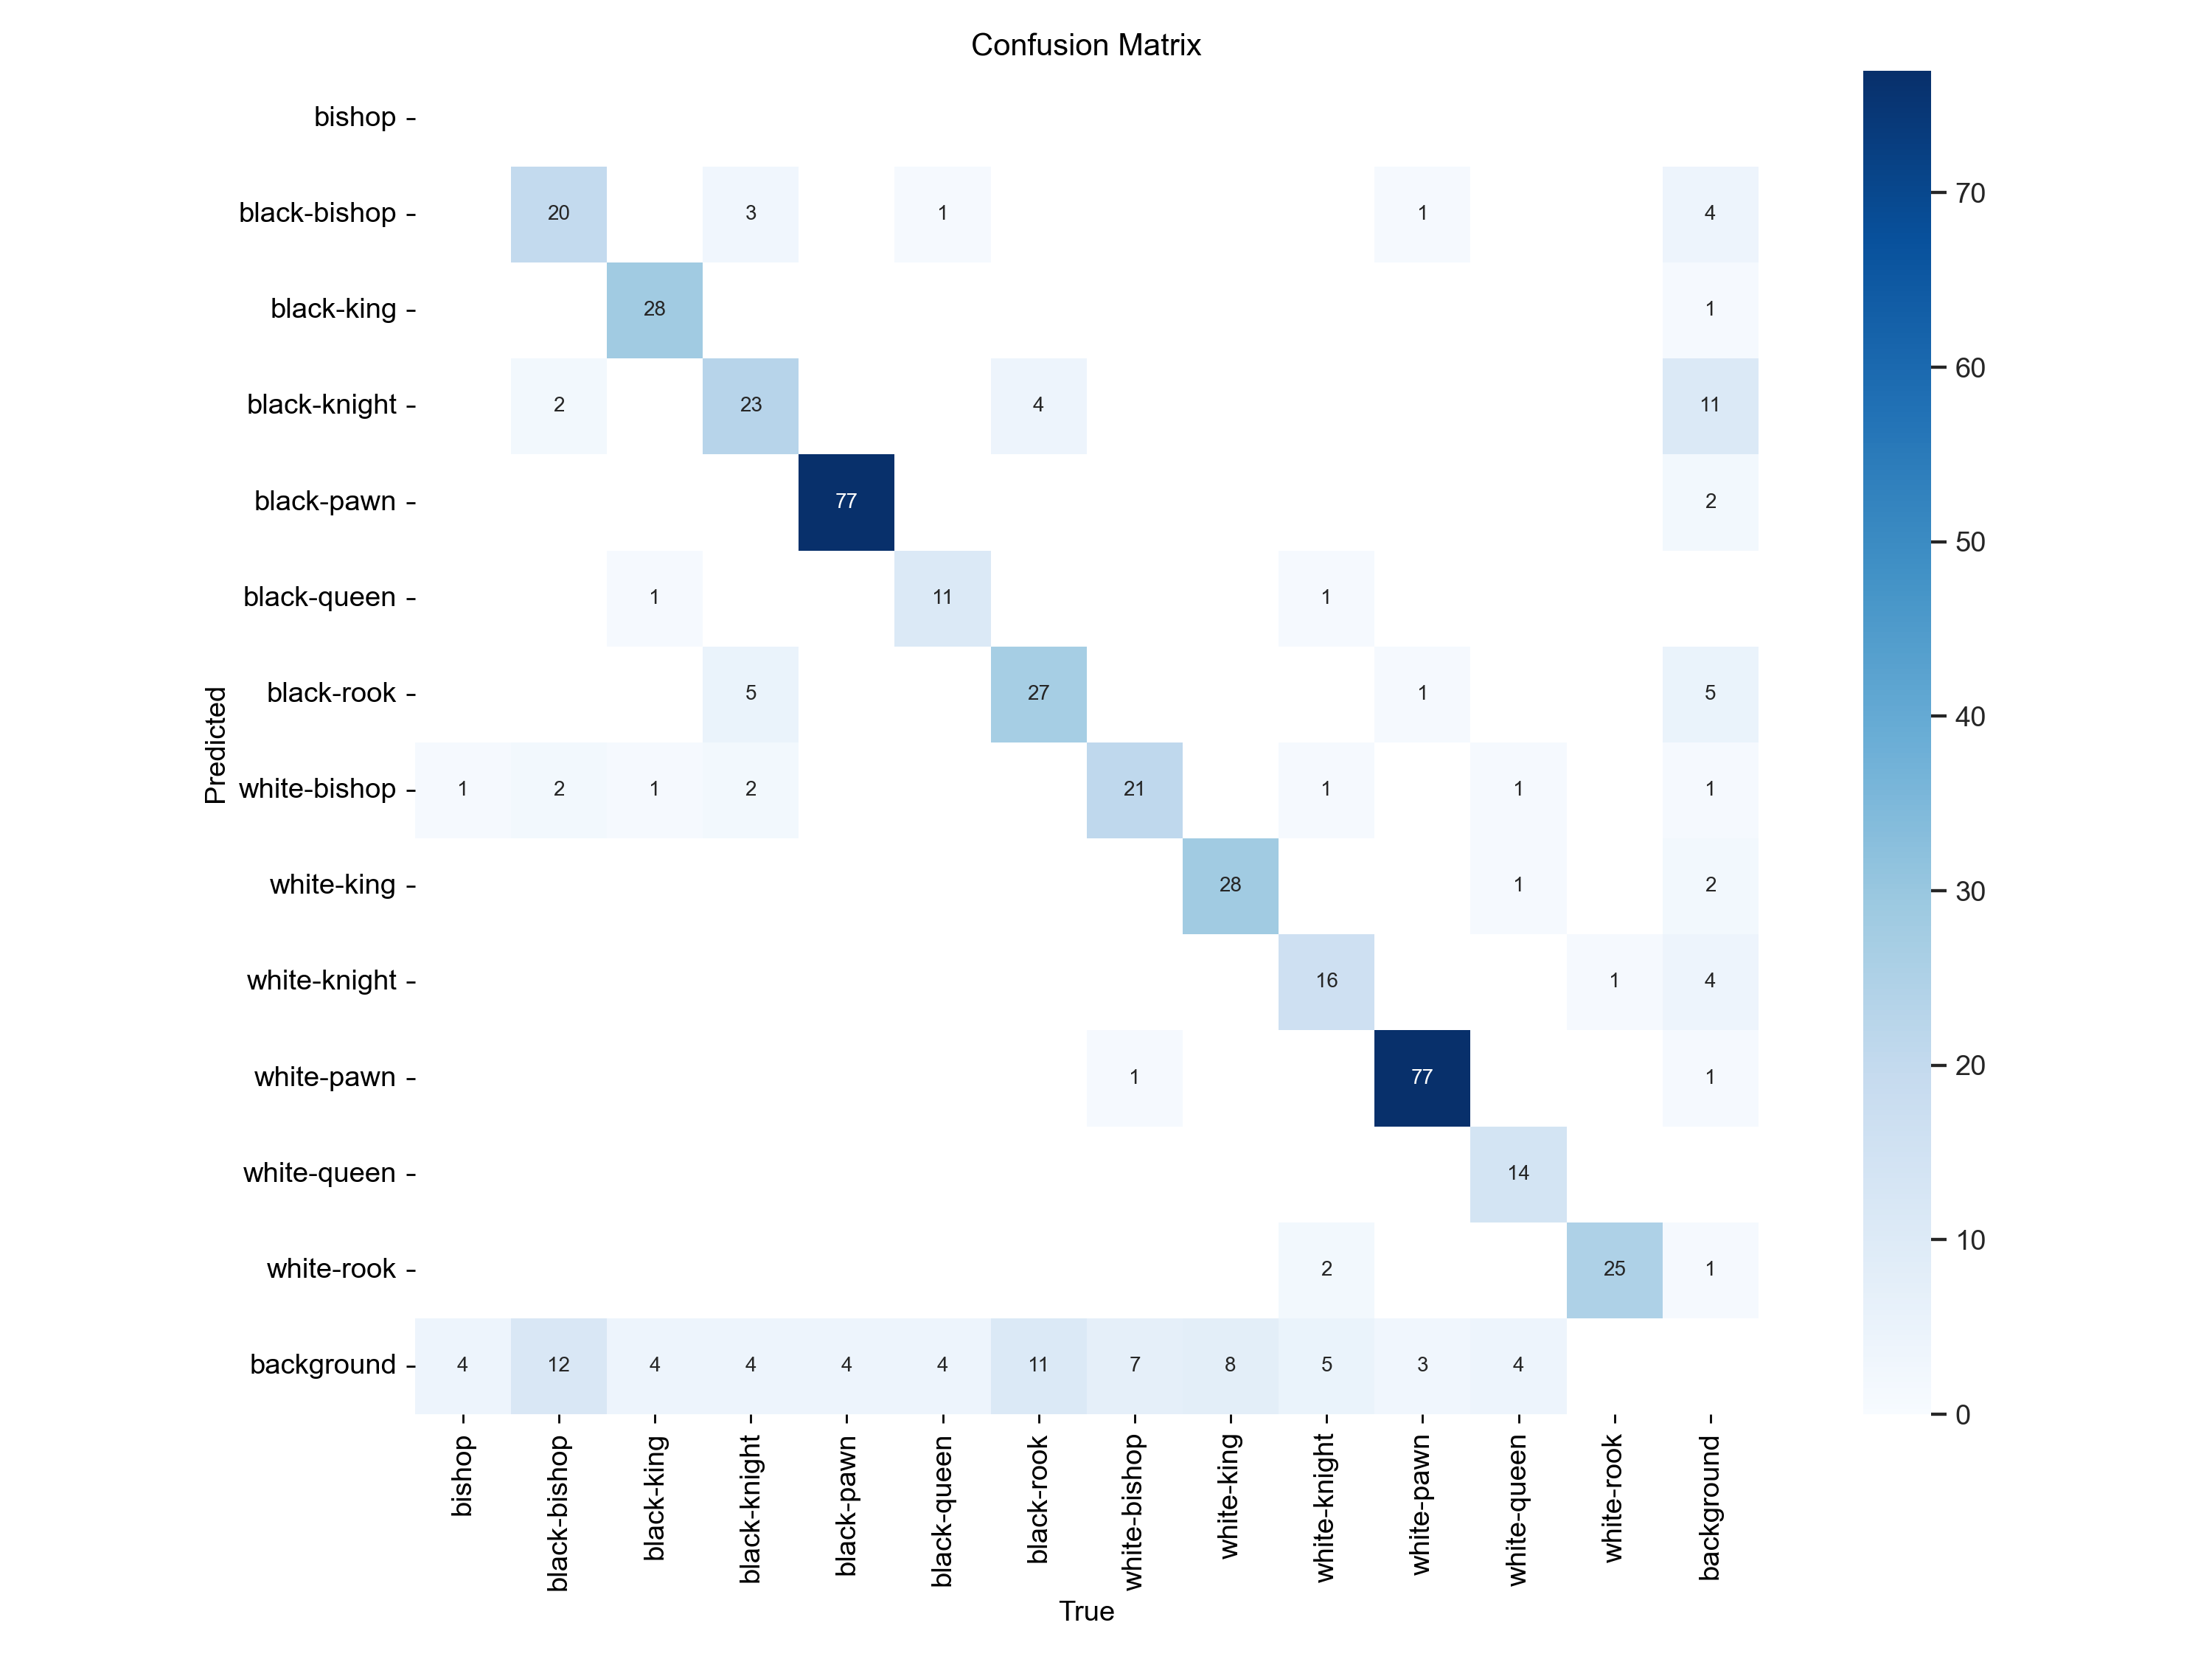 Confusion Matrix
bishop
black-bishop 20 3 1 1 4 70
black-king 28 1 60
black-knight 2 23 4 11
black-pawn 77 2 50
black-queen 1 11 1
black-rook 5 27 1 5 40
Predicted
white-bishop 1 2 1 2 21 1 1 1
white-king 28 1 2 30
white-knight 16 1 4
white-pawn 1 77 1 20
white-queen 14
white-rook 2 25 1 10
background 4 12 4 4 4 4 11 7 8 5 3 4 0
bishop black-bishop black-king black-knight black-pawn black-queen black-rook white-bishop white-king white-knight white-pawn white-queen white-rook background
True